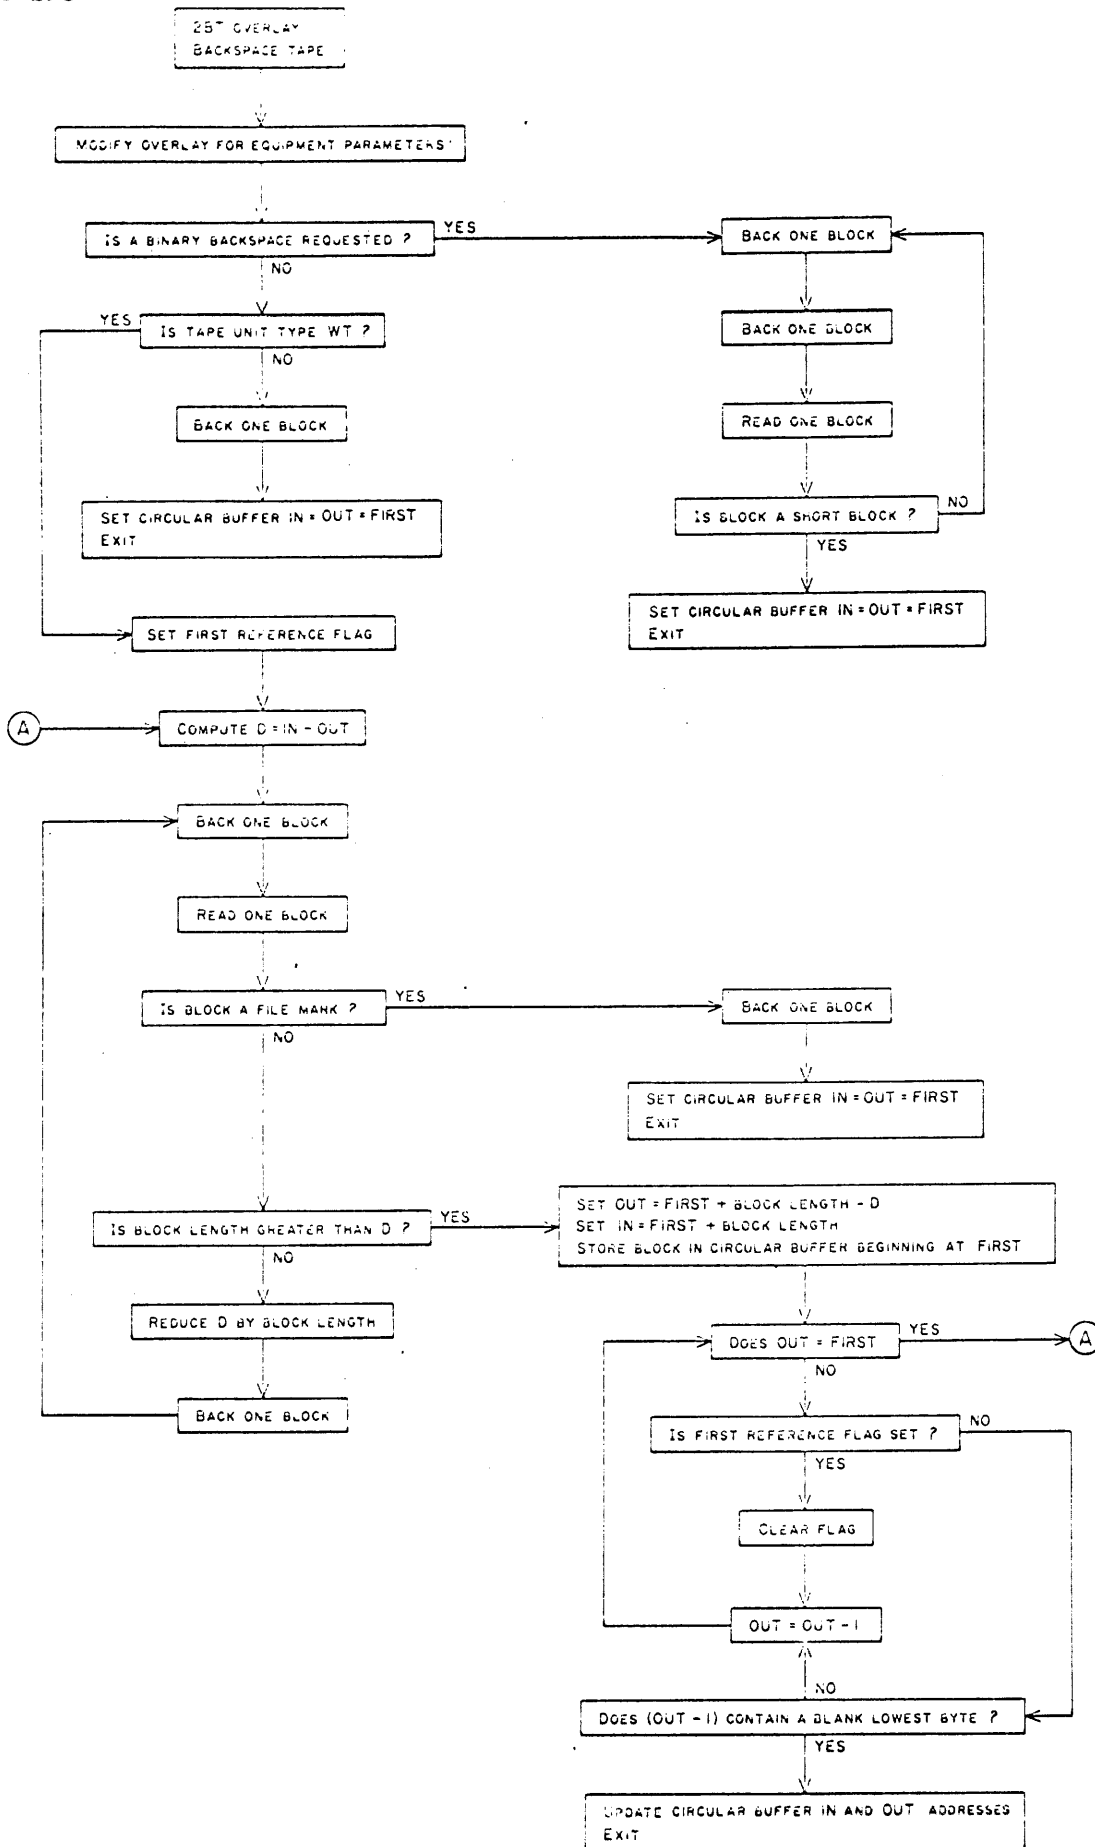 2BT OVERLAY
BACKSPACE TAPE
MODIFY OVERLAY FOR EQUIPMENT PARAMETERS
IS A BINARY BACKSPACE REQUESTED ?
YES
NO
BACK ONE BLOCK
YES
IS TAPE UNIT TYPE WT ?
NO
BACK ONE BLOCK
BACK ONE BLOCK
READ ONE BLOCK
SET CIRCULAR BUFFER IN = OUT = FIRST
EXIT
IS BLOCK A SHORT BLOCK ?
NO
YES
SET CIRCULAR BUFFER IN = OUT = FIRST
EXIT
SET FIRST REFERENCE FLAG
A
COMPUTE D = IN - OUT
BACK ONE BLOCK
READ ONE BLOCK
IS BLOCK A FILE MARK ?
YES
NO
BACK ONE BLOCK
SET CIRCULAR BUFFER IN = OUT = FIRST
EXIT
IS BLOCK LENGTH GREATER THAN D ?
YES
NO
SET OUT = FIRST + BLOCK LENGTH - D
SET IN = FIRST + BLOCK LENGTH
STORE BLOCK IN CIRCULAR BUFFER BEGINNING AT FIRST
REDUCE D BY BLOCK LENGTH
BACK ONE BLOCK
DOES OUT = FIRST
YES
A
NO
IS FIRST REFERENCE FLAG SET ?
NO
YES
CLEAR FLAG
OUT = OUT - 1
NO
DOES (OUT - 1) CONTAIN A BLANK LOWEST BYTE ?
YES
UPDATE CIRCULAR BUFFER IN AND OUT ADDRESSES
EXIT